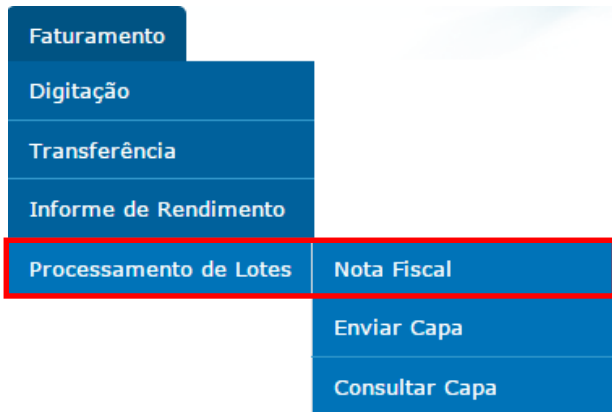 Faturamento
Digitação
Transferência
Informe de Rendimento
Processamento de Lotes Nota Fiscal
Enviar Capa
Consultar Capa